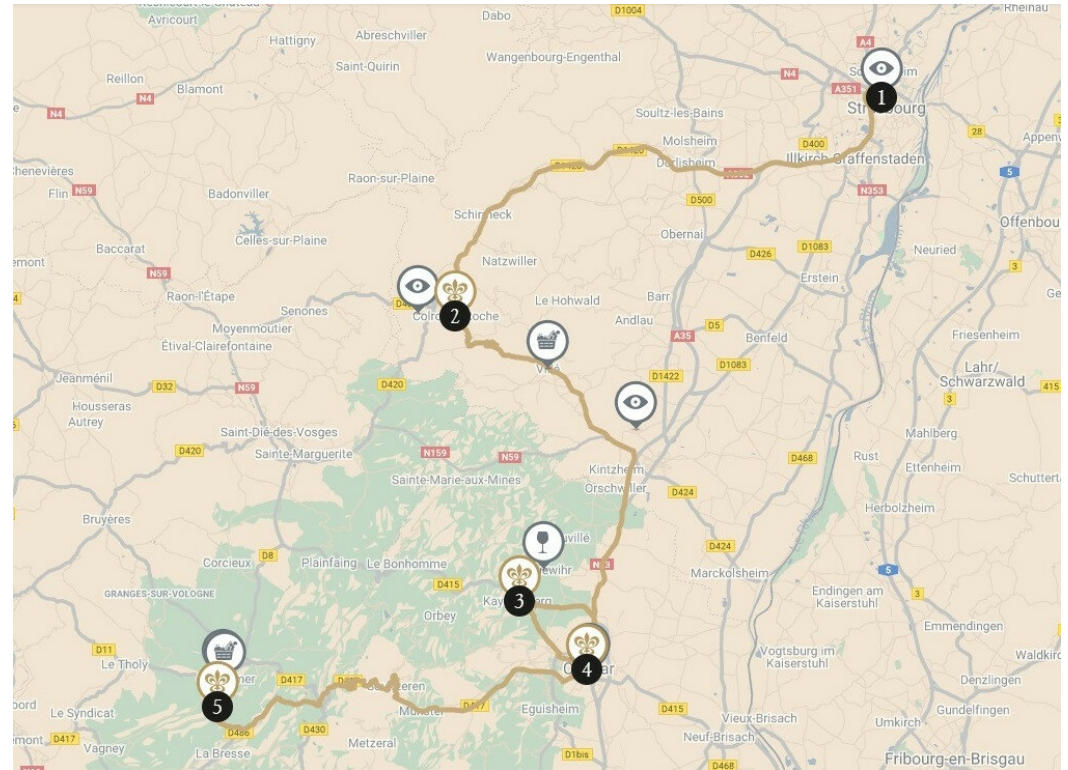 Avricourt
Hattigny
Abreschviller
Dabo
D1004
Rheinau
A4
Saint-Quirin
Wangenbourg-Engenthal
Reillon
Blamont
N4
N4
N4
A351
1
Soultz-les-Bains
28
Molsheim
D400
Illkirch-Graffenstaden
Flin
N59
Raon-sur-Plaine
5
Badonviller
D500
N353
Schirmeck
Offenbou
Celles-sur-Plaine
Obernai
D1083
Neuried
Baccarat
D426
Natzwiller
3
N59
Erstein
Raon-l'Étape
Senones
2
Le Hohwald
Barr
Moyenmoutier
Andlau
D5
Friesenheim
Étival-Clairefontaine
A35
Benfeld
D1083
Jeanménil
D32
N59
D420
D1422
Lahr/
Schwarzwald
415
3
Housseras
Autrey
Saint-Dié-des-Vosges
Mahlberg
D420
Sainte-Marguerite
N159
N59
D468
Rust
Ettenheim
Kintzheim
Orschwiller
Sainte-Marie-aux-Mines
D424
Herbolzheim
Bruyères
D424
D8
Corcieux
Plainfaing
Le Bonhomme
Marckolsheim
5
D415
3
Endingen am
Kaiserstuhl
GRANGES-SUR-VOLOGNE
Orbey
3
Emmendingen
D11
Le Tholy
4
Vogtsburg im
Kaiserstuhl
D417
Denzlingen
5
D417
Le Syndicat
Eguisheim
D415
Vieux-Brisach
Gundelfingen
D430
D486
Umkirch
D417
Vagney
Metzeral
Neuf-Brisach
La Bresse
D1bis
D468
Fribourg-en-Brisgau